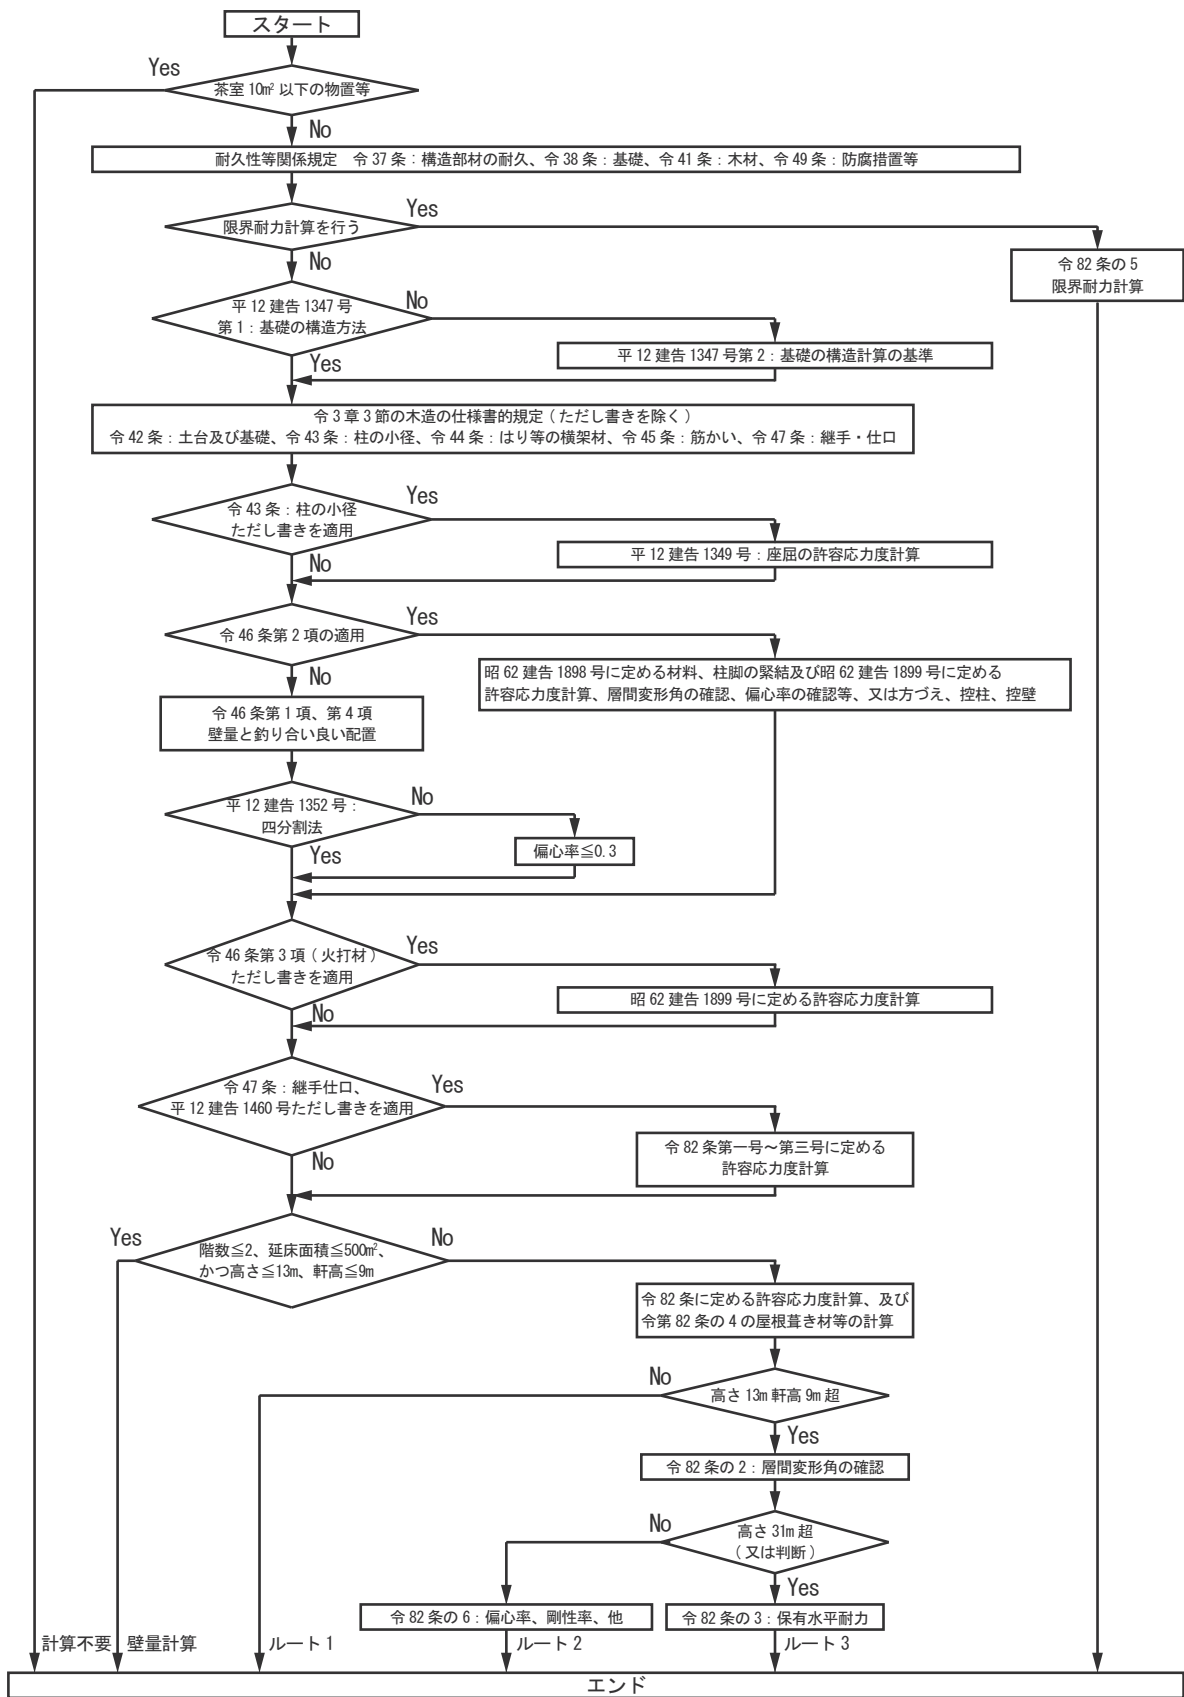 スタート
Yes
茶室 10㎡ 以下の物置等
No
耐久性等関係規定　令 37 条：構造部材の耐久、令 38 条：基礎、令 41 条：木材、令 49 条：防腐措置等
Yes
限界耐力計算を行う
No
令 82 条の 5
限界耐力計算
平 12 建告 1347 号
第 1：基礎の構造方法
No
Yes
平 12 建告 1347 号第 2：基礎の構造計算の基準
令 3 章 3 節の木造の仕様書的規定 ( ただし書きを除く )
令 42 条：土台及び基礎、令 43 条：柱の小径、令 44 条：はり等の横架材、令 45 条：筋かい、令 47 条：継手・仕口
Yes
令 43 条：柱の小径
ただし書きを適用
No
平 12 建告 1349 号：座屈の許容応力度計算
Yes
令 46 条第 2 項の適用
No
昭 62 建告 1898 号に定める材料、柱脚の緊結及び昭 62 建告 1899 号に定める
許容応力度計算、層間変形角の確認、偏心率の確認等、又は方づえ、控柱、控壁
令 46 条第 1 項、第 4 項
壁量と釣り合い良い配置
No
平 12 建告 1352 号：
四分割法
Yes
偏心率≦0.3
Yes
令 46 条第 3 項 ( 火打材 )
ただし書きを適用
No
昭 62 建告 1899 号に定める許容応力度計算
Yes
令 47 条：継手仕口、
平 12 建告 1460 号ただし書きを適用
No
令 82 条第一号～第三号に定める
許容応力度計算
Yes
No
階数≦2、延床面積≦500㎡、
かつ高さ≦13m、軒高≦9m
令 82 条に定める許容応力度計算、及び
令第 82 条の 4 の屋根葺き材等の計算
No
高さ 13m 軒高 9m 超
Yes
令 82 条の 2：層間変形角の確認
No
高さ 31m 超
( 又は判断 )
Yes
令 82 条の 6：偏心率、剛性率、他
令 82 条の 3：保有水平耐力
計算不要
壁量計算
ルート 1
ルート 2
ルート 3
エンド